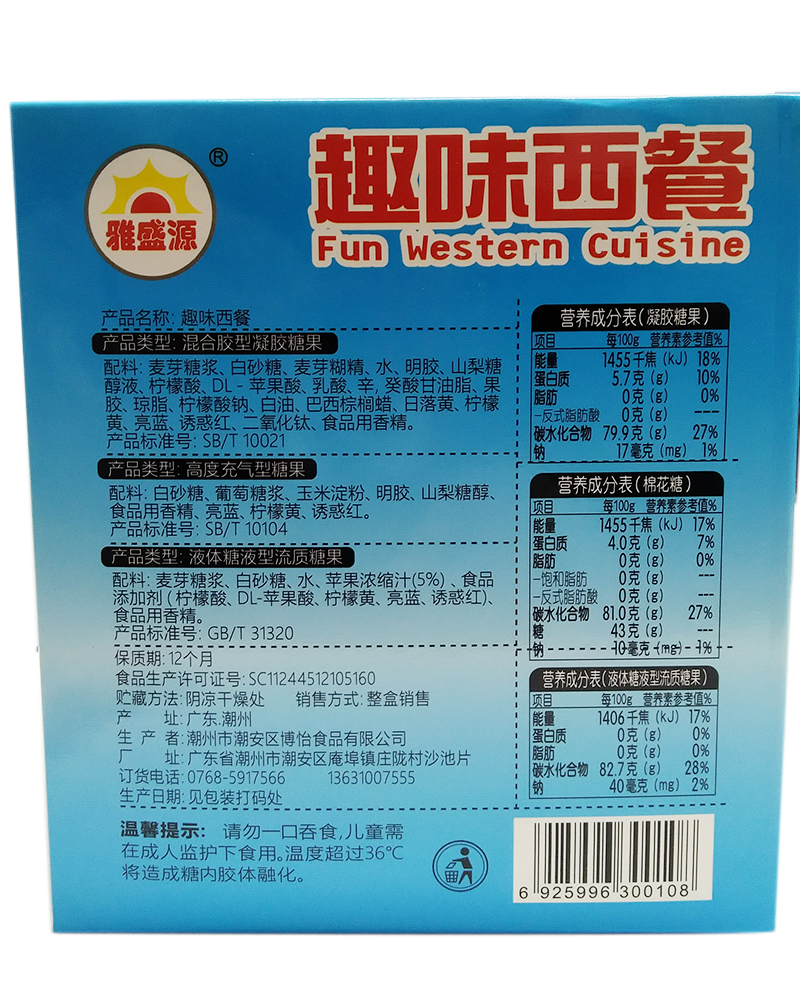 雅盛源
®
趣味西餐
Fun Western Cuisine
产品名称: 趣味西餐
产品类型: 混合胶型凝胶糖果
配料: 麦芽糖浆、白砂糖、麦芽糊精、水、明胶、山梨糖
醇液、柠檬酸、DL-苹果酸、乳酸、辛,癸酸甘油脂、果
胶、琼脂、柠檬酸钠、白油、巴西棕榈蜡、日落黄、柠檬
黄、亮蓝、诱惑红、二氧化钛、食品用香精。
产品标准号: SB/T 10021
产品类型: 高度充气型糖果
配料: 白砂糖、葡萄糖浆、玉米淀粉、明胶、山梨糖醇、
食品用香精、亮蓝、柠檬黄、诱惑红。
产品标准号: SB/T 10104
产品类型: 液体糖液型流质糖果
配料: 麦芽糖浆、白砂糖、水、苹果浓缩汁(5%)、食品
添加剂(柠檬酸、DL-苹果酸、柠檬黄、亮蓝、诱惑红)、
食品用香精。
产品标准号: GB/T 31320
保质期: 12个月
食品生产许可证号: SC11244512105160
贮藏方法: 阴凉干燥处 销售方式: 整盒销售
产 址: 广东.潮州
生产者: 潮州市潮安区博怡食品有限公司
厂 址: 广东省潮州市潮安区庵埠镇庄陇村沙池片
订货电话: 0768-5917566 13631007555
生产日期: 见包装打码处
温馨提示: 请勿一口吞食,儿童需
在成人监护下食用。温度超过36℃
将造成糖内胶体融化。
营养成分表(凝胶糖果)
项目 每100g 营养素参考值%
能量 1455千焦(kJ) 18%
蛋白质 5.7克(g) 10%
脂肪 0克(g) 0%
-反式脂肪酸 0克(g) ---
碳水化合物 79.9克(g) 27%
钠 17毫克(mg) 1%
营养成分表(棉花糖)
项目 每100g 营养素参考值%
能量 1455千焦(kJ) 17%
蛋白质 4.0克(g) 7%
脂肪 0克(g) 0%
-饱和脂肪 0克(g) ---
-反式脂肪酸 0克(g) ---
碳水化合物 81.0克(g) 27%
糖 43克(g) ---
钠 10毫克(mg) 1%
营养成分表(液体糖液型流质糖果)
项目 每100g 营养素参考值%
能量 1406千焦(kJ) 17%
蛋白质 0克(g) 0%
脂肪 0克(g) 0%
碳水化合物 82.7克(g) 28%
钠 40毫克(mg) 2%
6 925996 300108